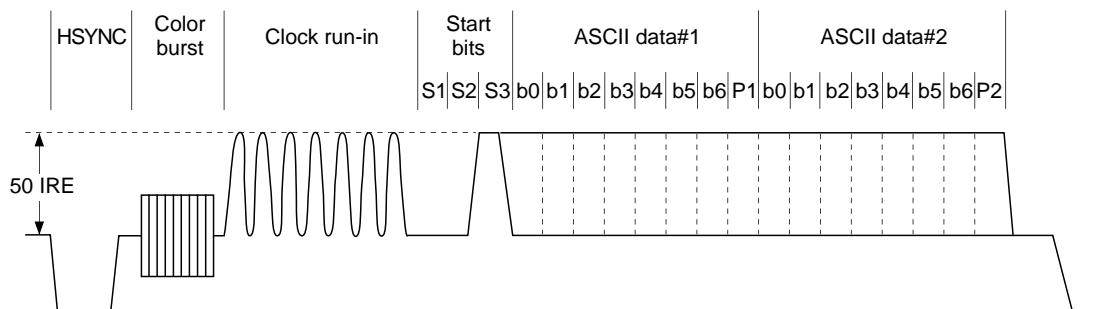 HSYNC Color burst Clock run-in Start bits ASCII data#1 ASCII data#2
S1 S2 S3 b0 b1 b2 b3 b4 b5 b6 P1 b0 b1 b2 b3 b4 b5 b6 P2
50 IRE